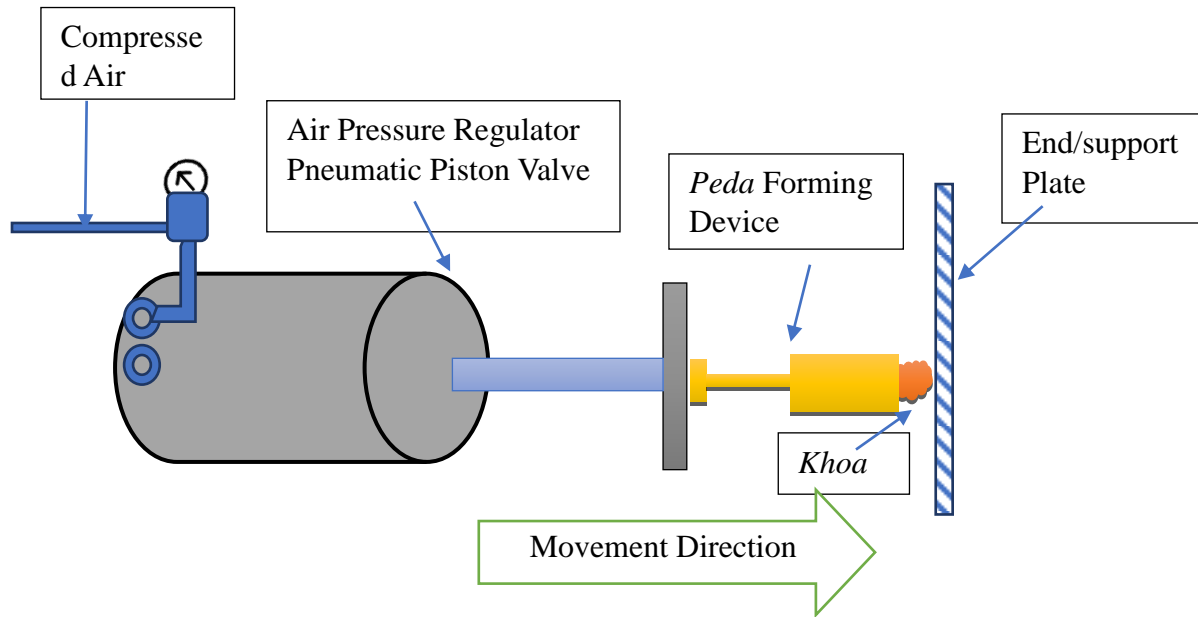 Compresse
d Air
Air Pressure Regulator
Pneumatic Piston Valve
Peda Forming
Device
End/support
Plate
Khoa
Movement Direction